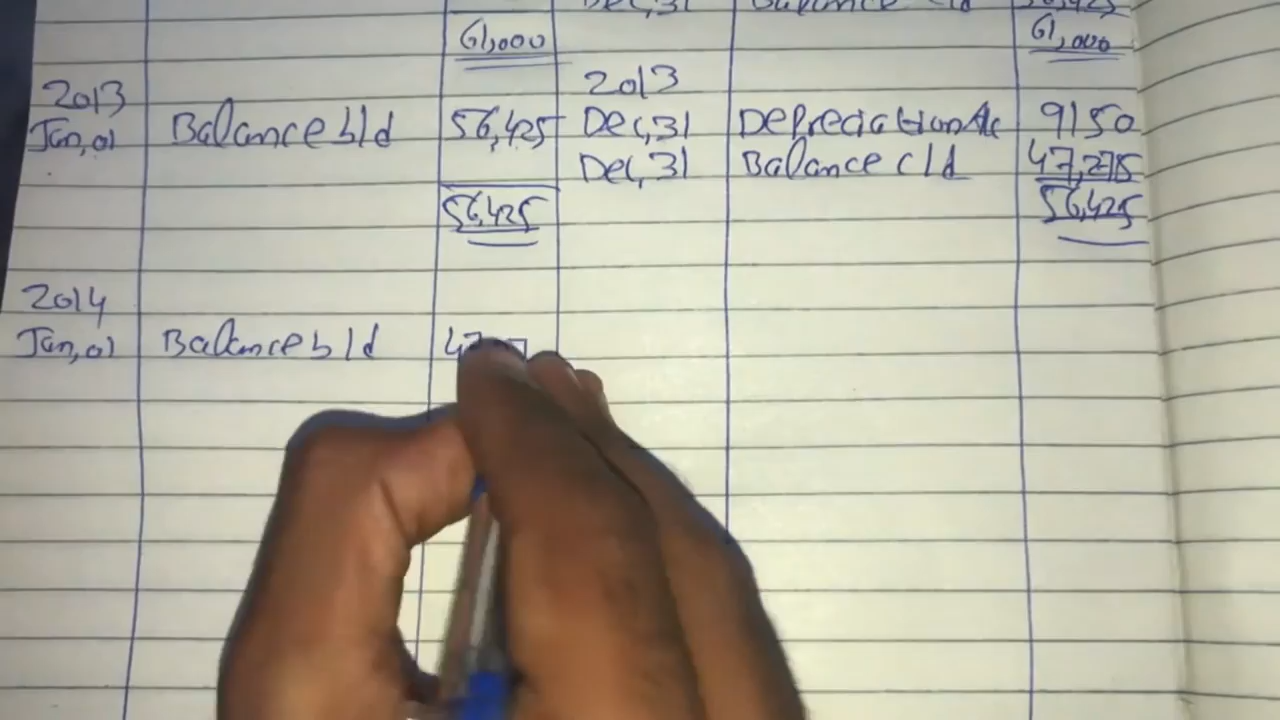 61,000 61,000
2013 2013
Jan,01 Balance b/d 56,425 Dec,31 Depreciation A/c 9150
Dec,31 Balance c/d 47,275
56,425 56,425
2014
Jan,01 Balance b/d